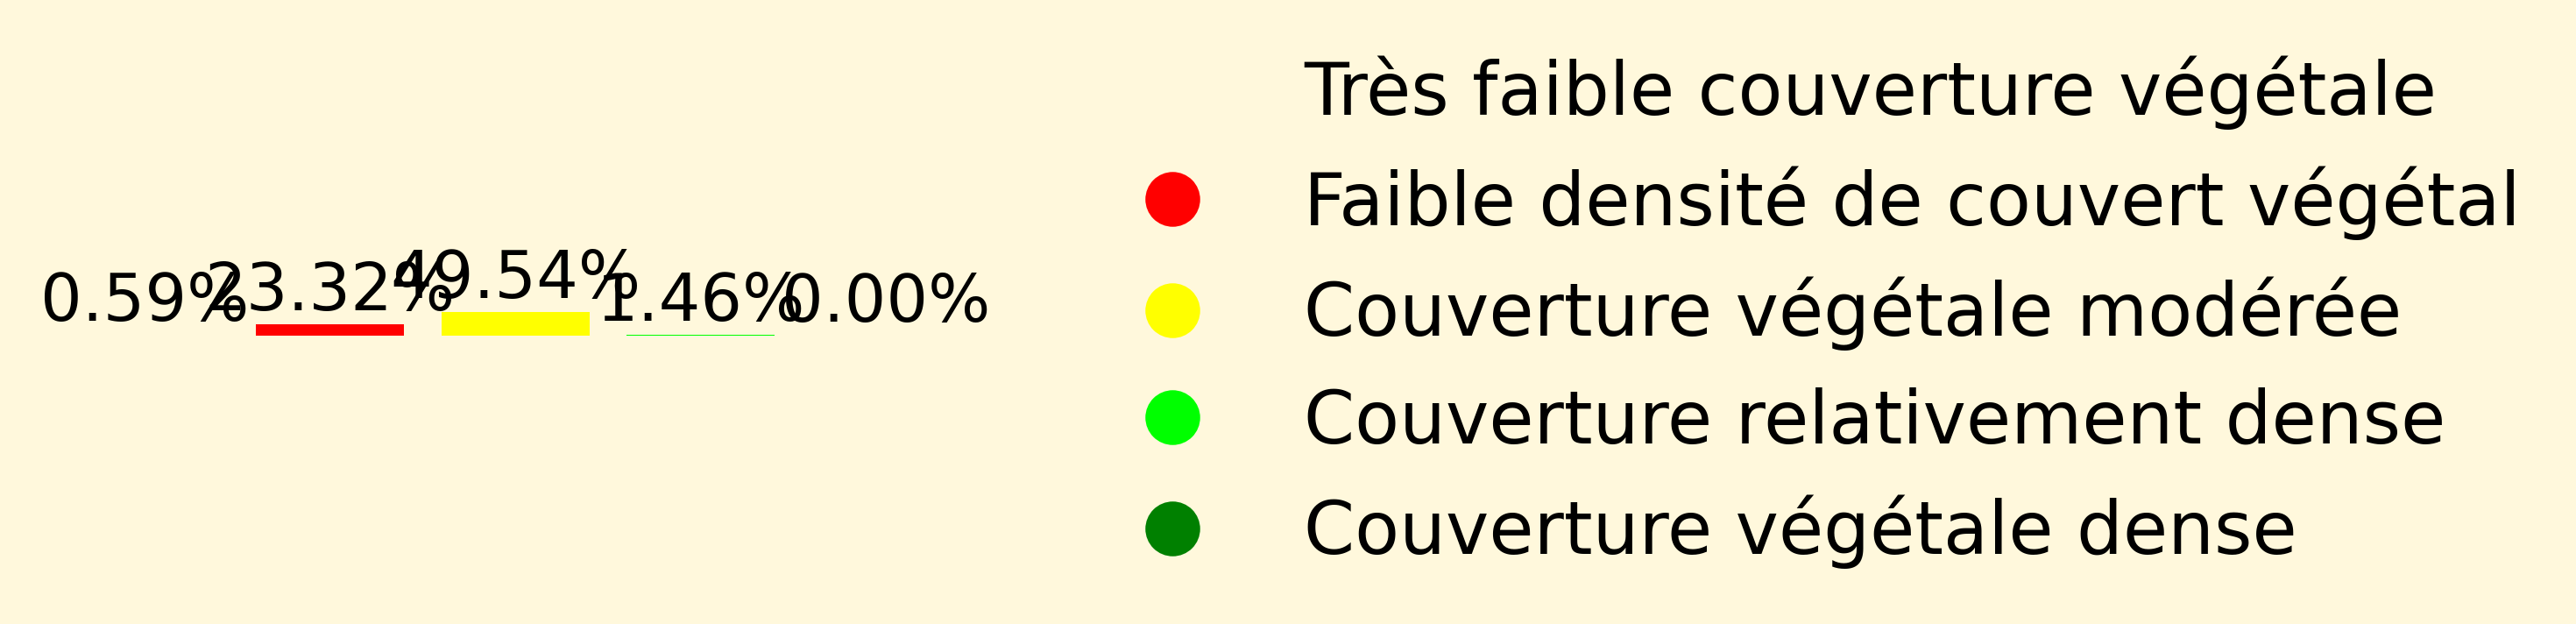 0.59%
23.32%
49.54%
1.46%
0.00%
Très faible couverture végétale
Faible densité de couvert végétal
Couverture végétale modérée
Couverture relativement dense
Couverture végétale dense